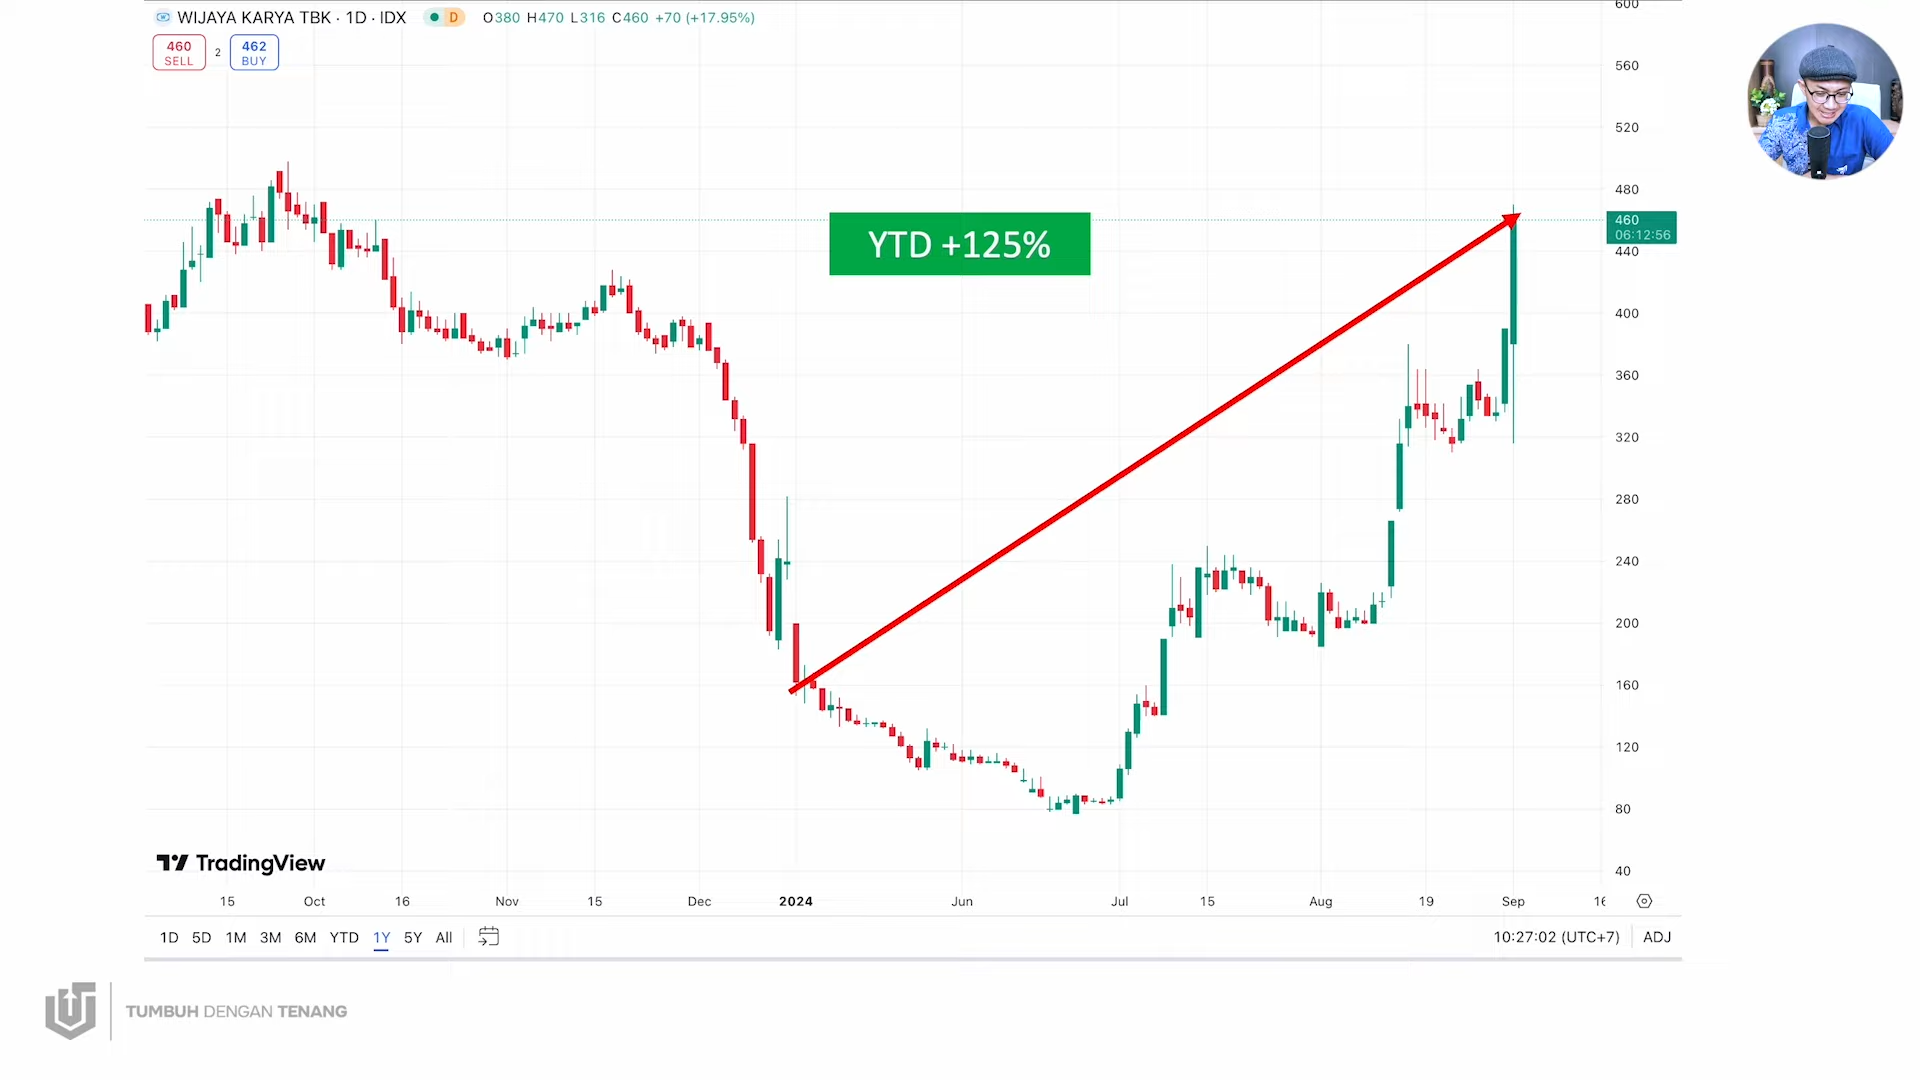 WIJAYA KARYA TBK · 1D · IDX D O380 H470 L316 C460 +70 (+17.95%)
460 SELL 2 462 BUY
YTD +125%
600
560
520
480
460
06:12:56
440
400
360
320
280
240
200
160
120
80
40
TradingView
15 Oct 16 Nov 15 Dec 2024 Jun Jul 15 Aug 19 Sep 16
1D 5D 1M 3M 6M YTD 1Y 5Y All 10:27:02 (UTC+7) ADJ
TUMBUH DENGAN TENANG